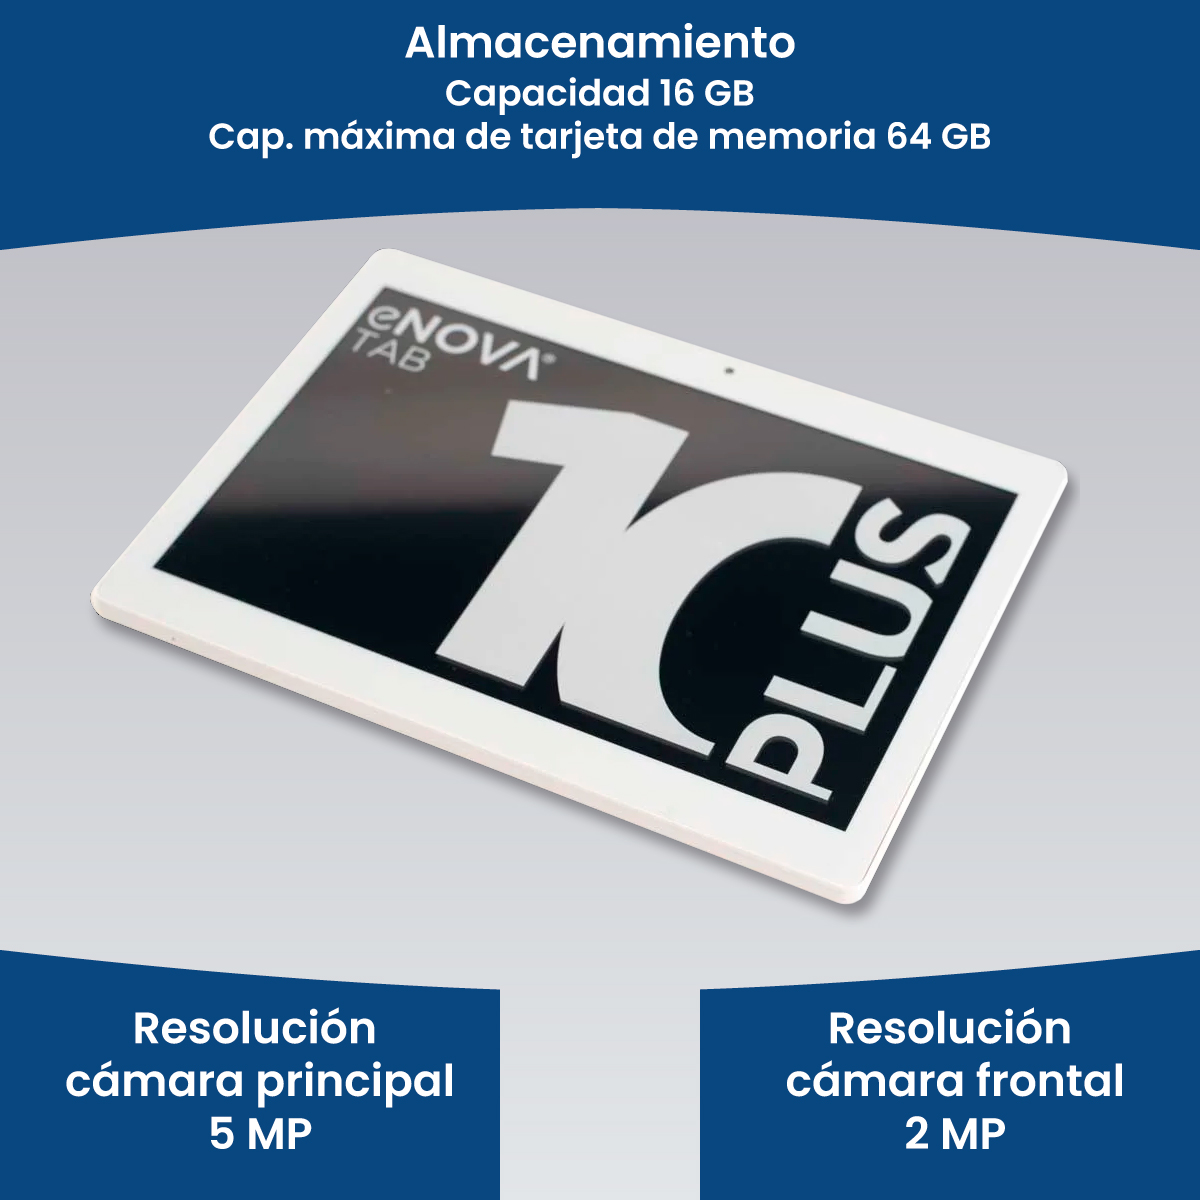 Almacenamiento
Capacidad 16 GB
Cap. máxima de tarjeta de memoria 64 GB
eNOVA®
TAB
10
PLUS
Resolución
cámara principal
5 MP
Resolución
cámara frontal
2 MP